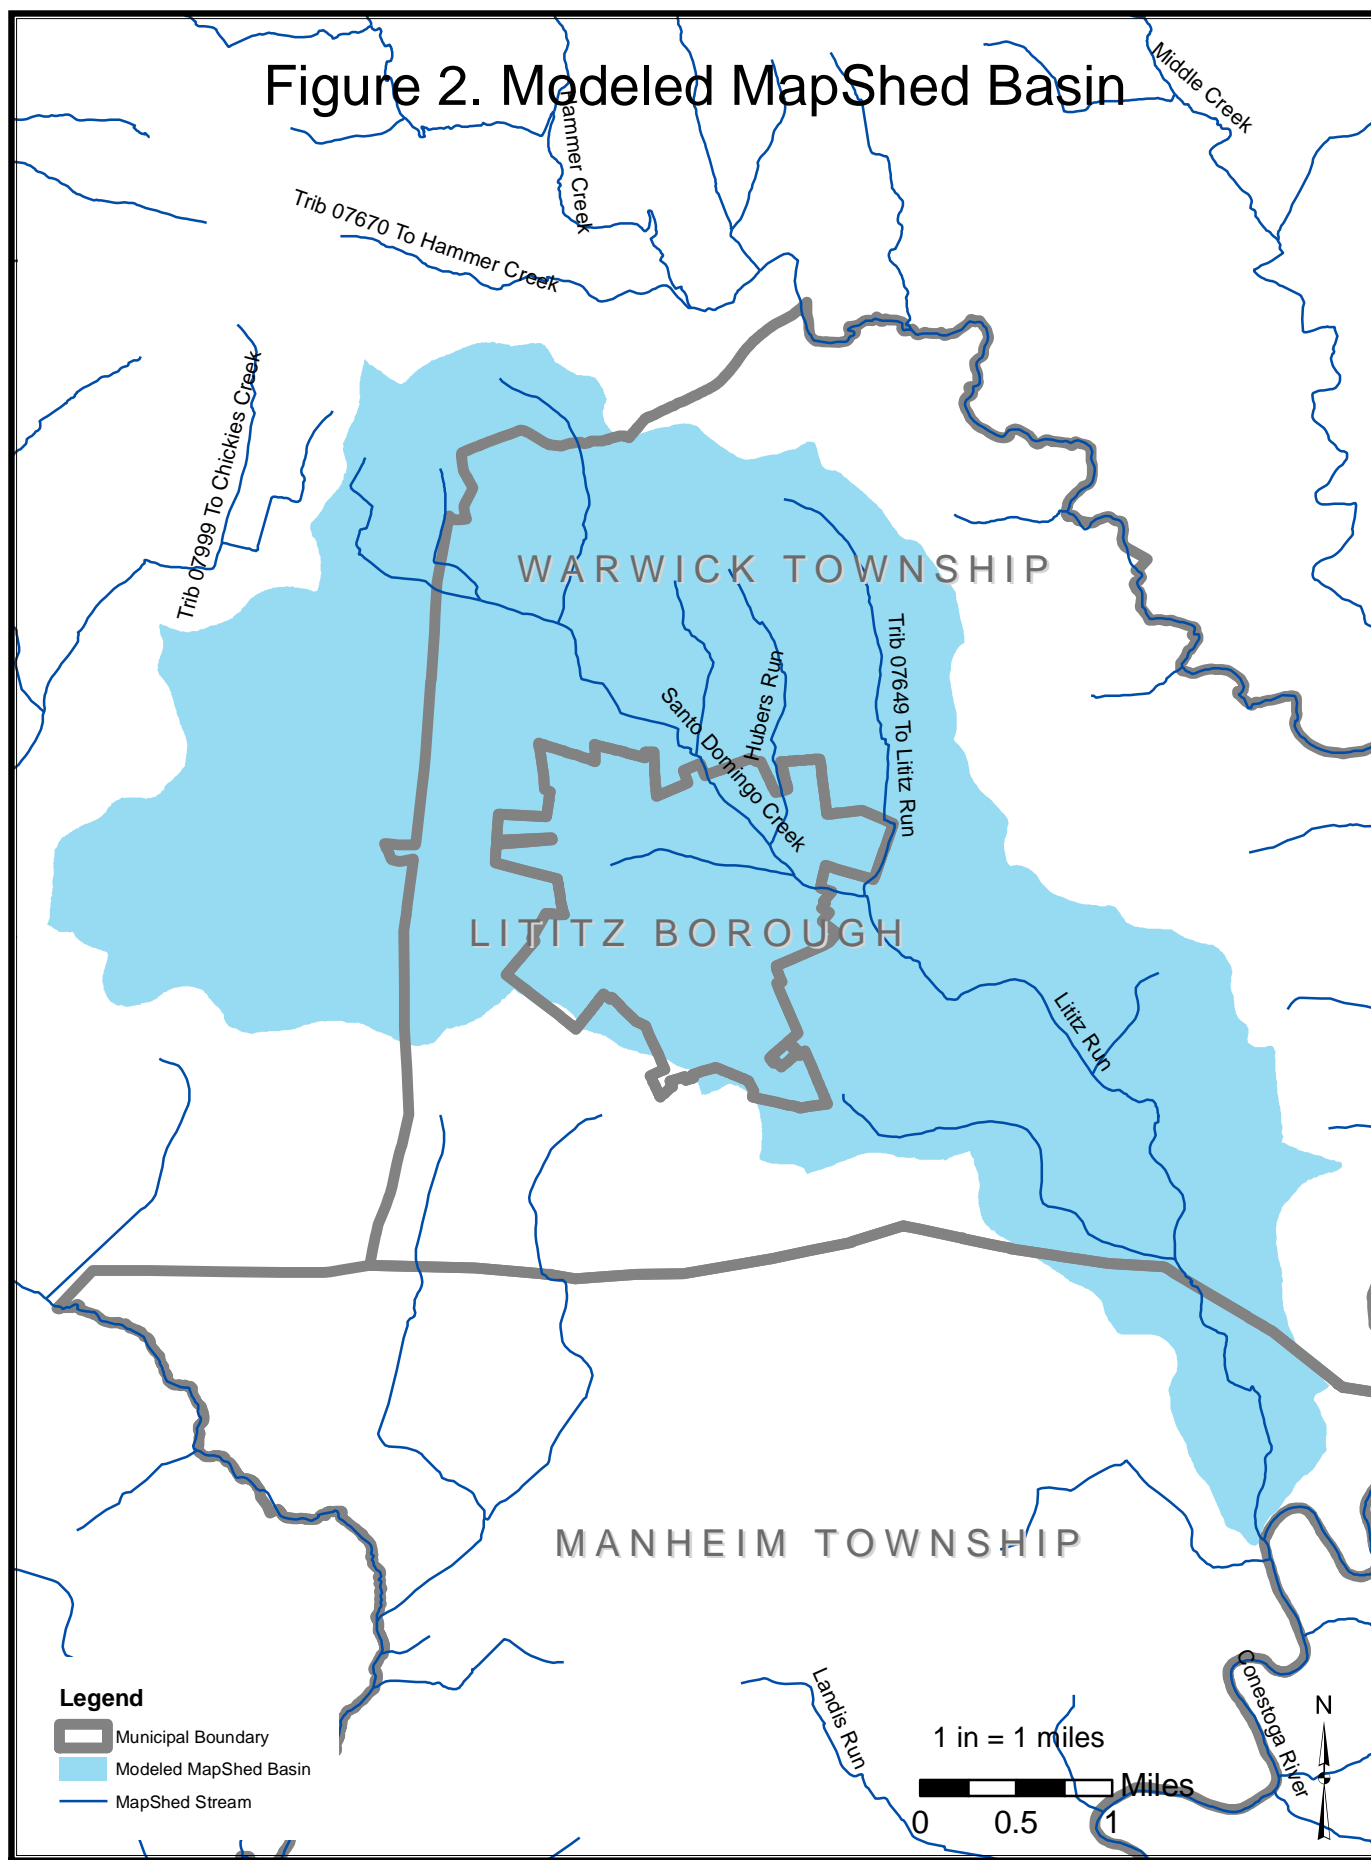 Figure 2. Modeled MapShed Basin
Middle Creek
Hammer Creek
Trib 07670 To Hammer Creek
Trib 07999 To Chickies Creek
WARWICK TOWNSHIP
Trib 07649 To Lititz Run
Hubers Run
Santo Domingo Creek
LITITZ BOROUGH
Lititz Run
MANHEIM TOWNSHIP
Conestoga River
Landis Run
Legend
Municipal Boundary
Modeled MapShed Basin
MapShed Stream
1 in = 1 miles
Miles
0 0.5 1
N